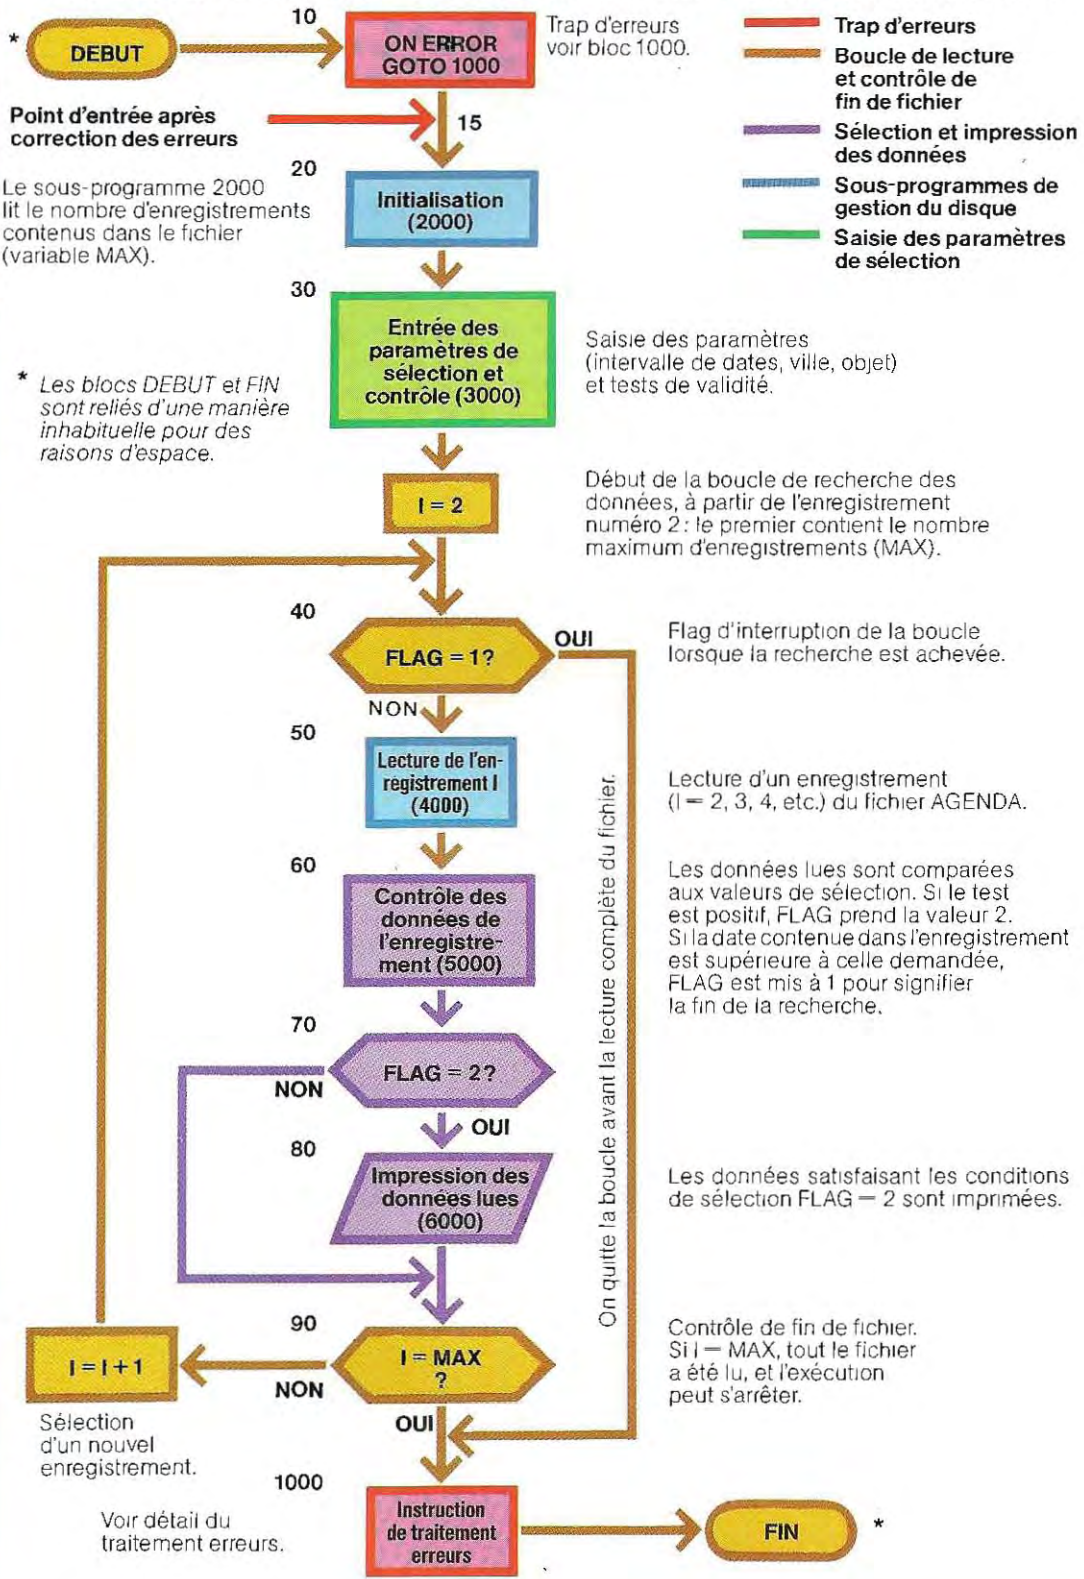 10
*
DEBUT
ON ERROR
GOTO 1000
Trap d'erreurs
voir bloc 1000.
Trap d'erreurs
Boucle de lecture
et contrôle de
fin de fichier
Sélection et impression
des données
Sous-programmes de
gestion du disque
Saisie des paramètres
de sélection
Point d'entrée après
correction des erreurs
15
20
Le sous-programme 2000
lit le nombre d'enregistrements
contenus dans le fichier
(variable MAX).
Initialisation
(2000)
30
Entrée des
paramètres de
sélection et
contrôle (3000)
Saisie des paramètres
(intervalle de dates, ville, objet)
et tests de validité.
* Les blocs DEBUT et FIN
sont reliés d'une manière
inhabituelle pour des
raisons d'espace.
I = 2
Début de la boucle de recherche des
données, à partir de l'enregistrement
numéro 2 : le premier contient le nombre
maximum d'enregistrements (MAX).
40
FLAG = 1?
OUI
Flag d'interruption de la boucle
lorsque la recherche est achevée.
NON
50
Lecture de l'en-
registrement I
(4000)
Lecture d'un enregistrement
(I = 2, 3, 4, etc.) du fichier AGENDA.
60
Contrôle des
données de
l'enregistre-
ment (5000)
Les données lues sont comparées
aux valeurs de sélection. Si le test
est positif, FLAG prend la valeur 2.
Si la date contenue dans l'enregistrement
est supérieure à celle demandée,
FLAG est mis à 1 pour signifier
la fin de la recherche.
On quitte la boucle avant la lecture complète du fichier.
70
FLAG = 2?
NON
OUI
80
Impression des
données lues
(6000)
Les données satisfaisant les conditions
de sélection FLAG = 2 sont imprimées.
90
I = MAX
?
I = I + 1
NON
OUI
Contrôle de fin de fichier.
Si I = MAX, tout le fichier
a été lu, et l'exécution
peut s'arrêter.
Sélection
d'un nouvel
enregistrement.
1000
Voir détail du
traitement erreurs.
Instruction
de traitement
erreurs
FIN
*